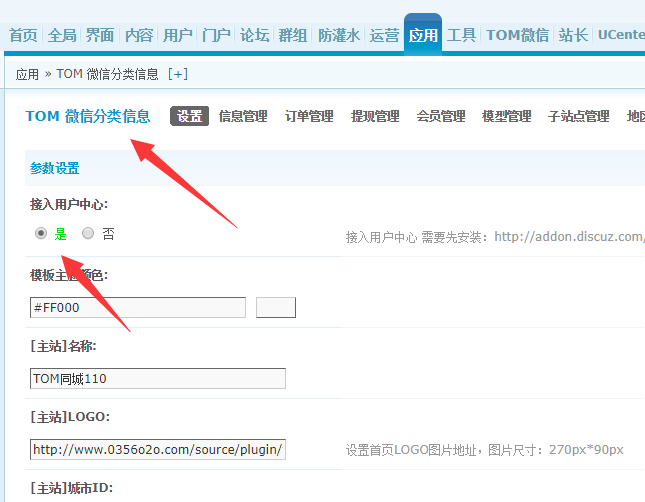 首页 全局 界面 内容 用户 门户 论坛 群组 防灌水 运营 应用 工具 TOM微信 站长 UCente
应用 » TOM 微信分类信息 [+]
TOM 微信分类信息 设置 信息管理 订单管理 提现管理 会员管理 模型管理 子站点管理 地区
参数设置
接入用户中心:
是 否 接入用户中心 需要先安装：http://addon.discuz.com/
模板主题颜色:
#FF000
[主站]名称:
TOM同城110
[主站]LOGO:
http://www.0356o2o.com/source/plugin/ 设置首页LOGO图片地址，图片尺寸：270px*90px
[主站]城市ID: